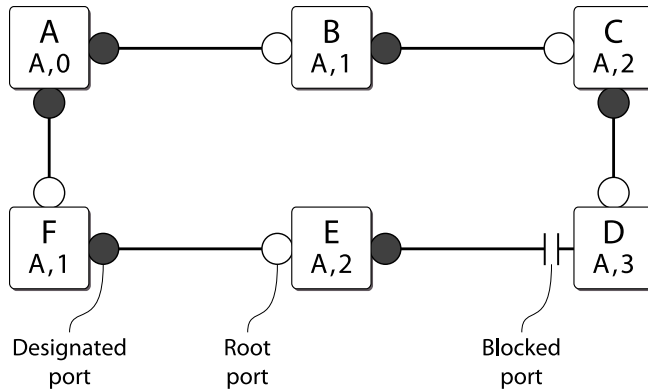 A
A,0
B
A,1
C
A,2
F
A,1
E
A,2
D
A,3
Designated
port
Root
port
Blocked
port